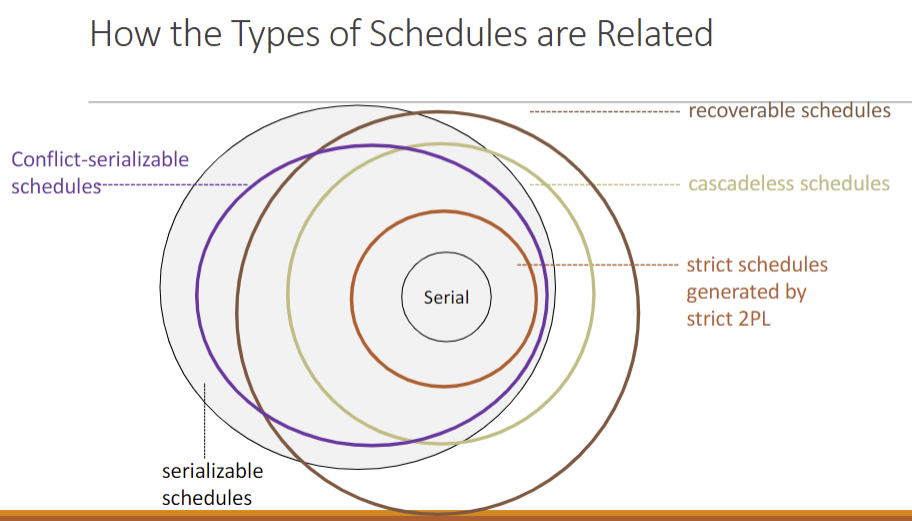 How the Types of Schedules are Related
recoverable schedules
Conflict-serializable
schedules
cascadeless schedules
strict schedules
generated by
strict 2PL
Serial
serializable
schedules